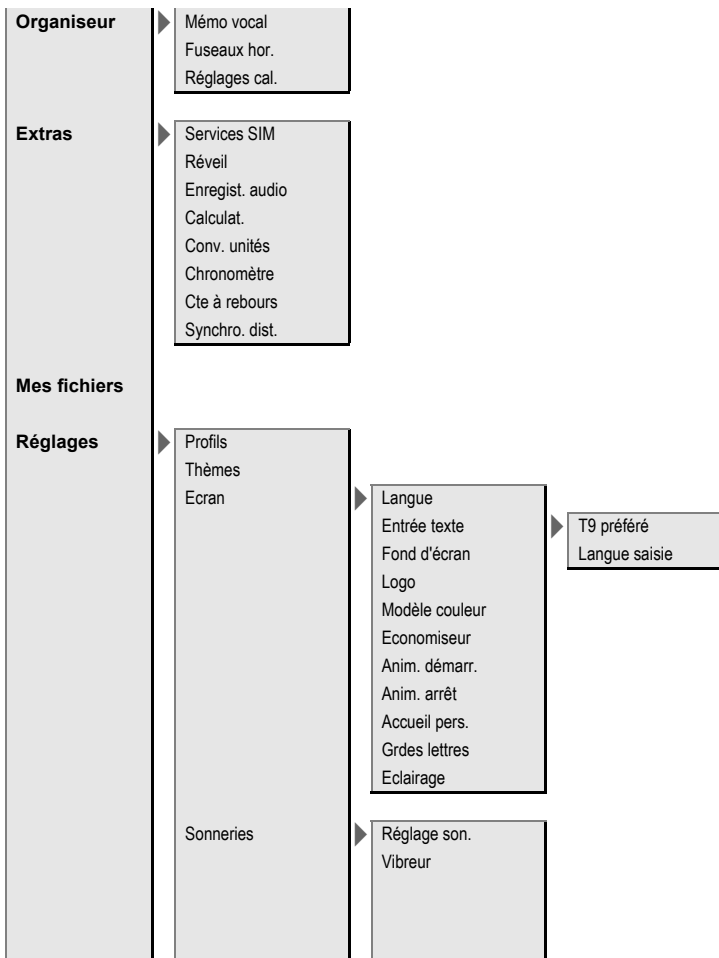 Organiseur
Mémo vocal
Fuseaux hor.
Réglages cal.
Extras
Services SIM
Réveil
Enregist. audio
Calculat.
Conv. unités
Chronomètre
Cte à rebours
Synchro. dist.
Mes fichiers
Réglages
Profils
Thèmes
Ecran
Langue
Entrée texte
T9 préféré
Langue saisie
Fond d'écran
Logo
Modèle couleur
Economiseur
Anim. démarr.
Anim. arrêt
Accueil pers.
Grdes lettres
Eclairage
Sonneries
Réglage son.
Vibreur